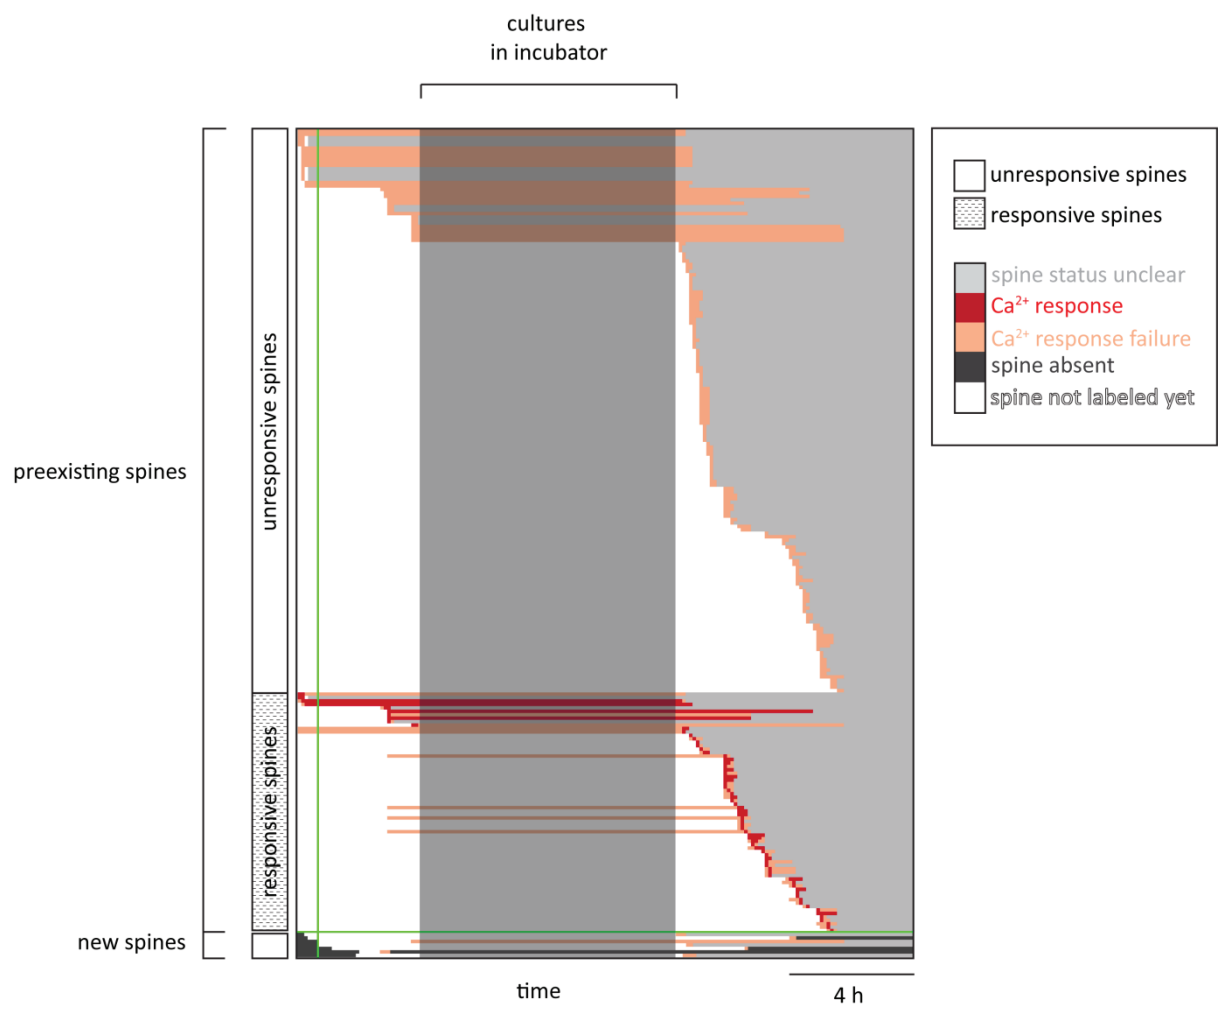 cultures
in incubator
unresponsive spines
responsive spines
spine status unclear
Ca²⁺ response
Ca²⁺ response failure
spine absent
spine not labeled yet
preexisting spines
unresponsive spines
responsive spines
new spines
time
4 h